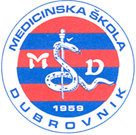 MEDICINSKA ŠKOLA
M D
1959
DUBROVNIK